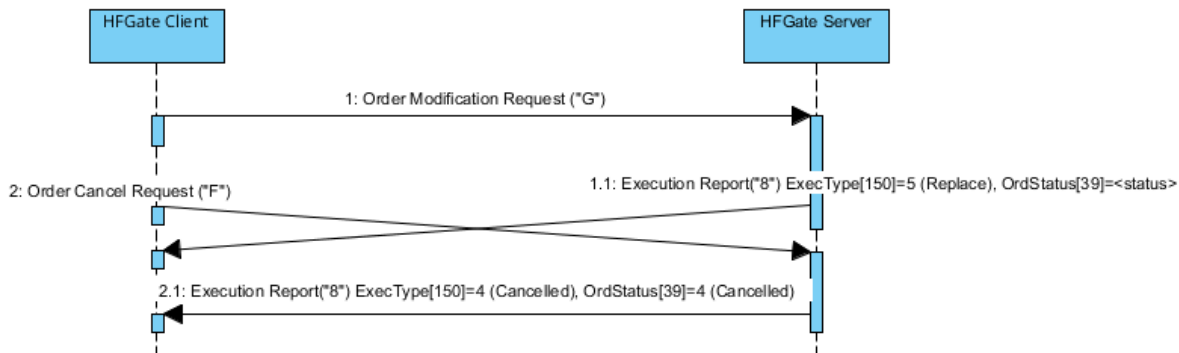 HFGate Client
HFGate Server
1: Order Modification Request ("G")
1.1: Execution Report("8") ExecType[150]=5 (Replace), OrdStatus[39]=<status>
2: Order Cancel Request ("F")
2.1: Execution Report("8") ExecType[150]=4 (Cancelled), OrdStatus[39]=4 (Cancelled)